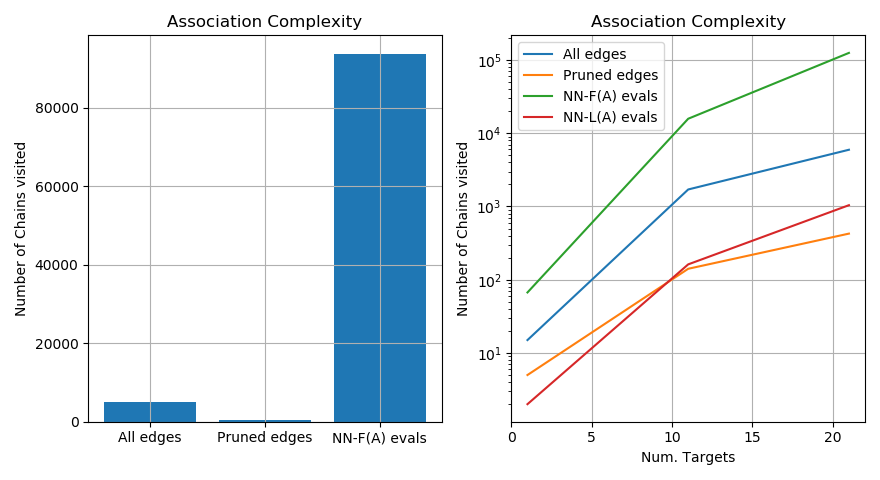 Association Complexity
Number of Chains visited
80000
60000
40000
20000
0
All edges
Pruned edges
NN-F(A) evals
Association Complexity
Number of Chains visited
10^5
10^4
10^3
10^2
10^1
All edges
Pruned edges
NN-F(A) evals
NN-L(A) evals
0 5 10 15 20
Num. Targets